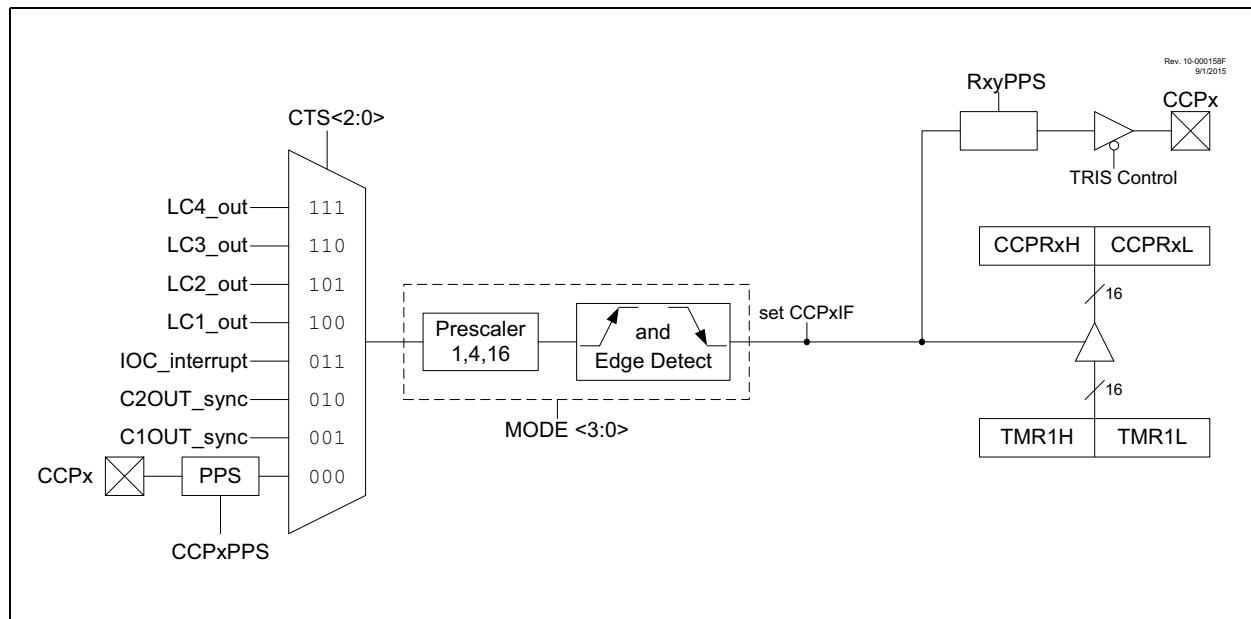 Rev. 10-000158F
9/1/2015
RxyPPS
CCPx
CTS<2:0>
TRIS Control
LC4_out 111
LC3_out 110
LC2_out 101
LC1_out 100
IOC_interrupt 011
C2OUT_sync 010
C1OUT_sync 001
CCPx PPS 000
CCPxPPS
Prescaler
1,4,16
and
Edge Detect
MODE <3:0>
set CCPxIF
CCPRxH CCPRxL
16
16
TMR1H TMR1L